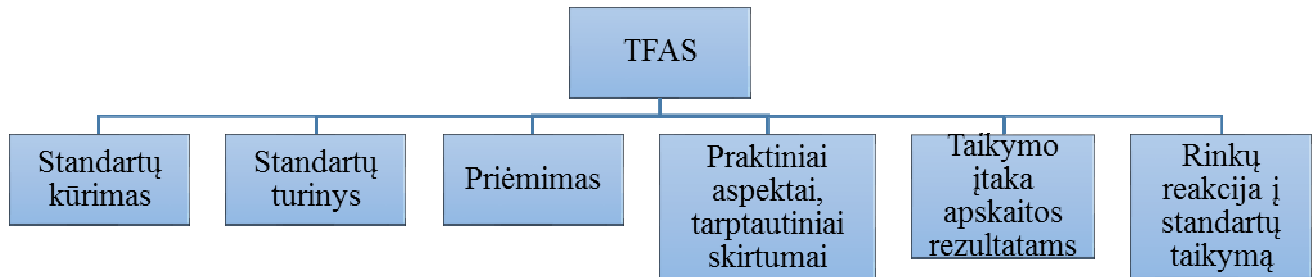 TFAS
Standartų
kūrimas
Standartų
turinys
Priėmimas
Praktiniai
aspektai,
tarptautiniai
skirtumai
Taikymo
įtaka
apskaitos
rezultatams
Rinkų
reakcija į
standartų
taikymą